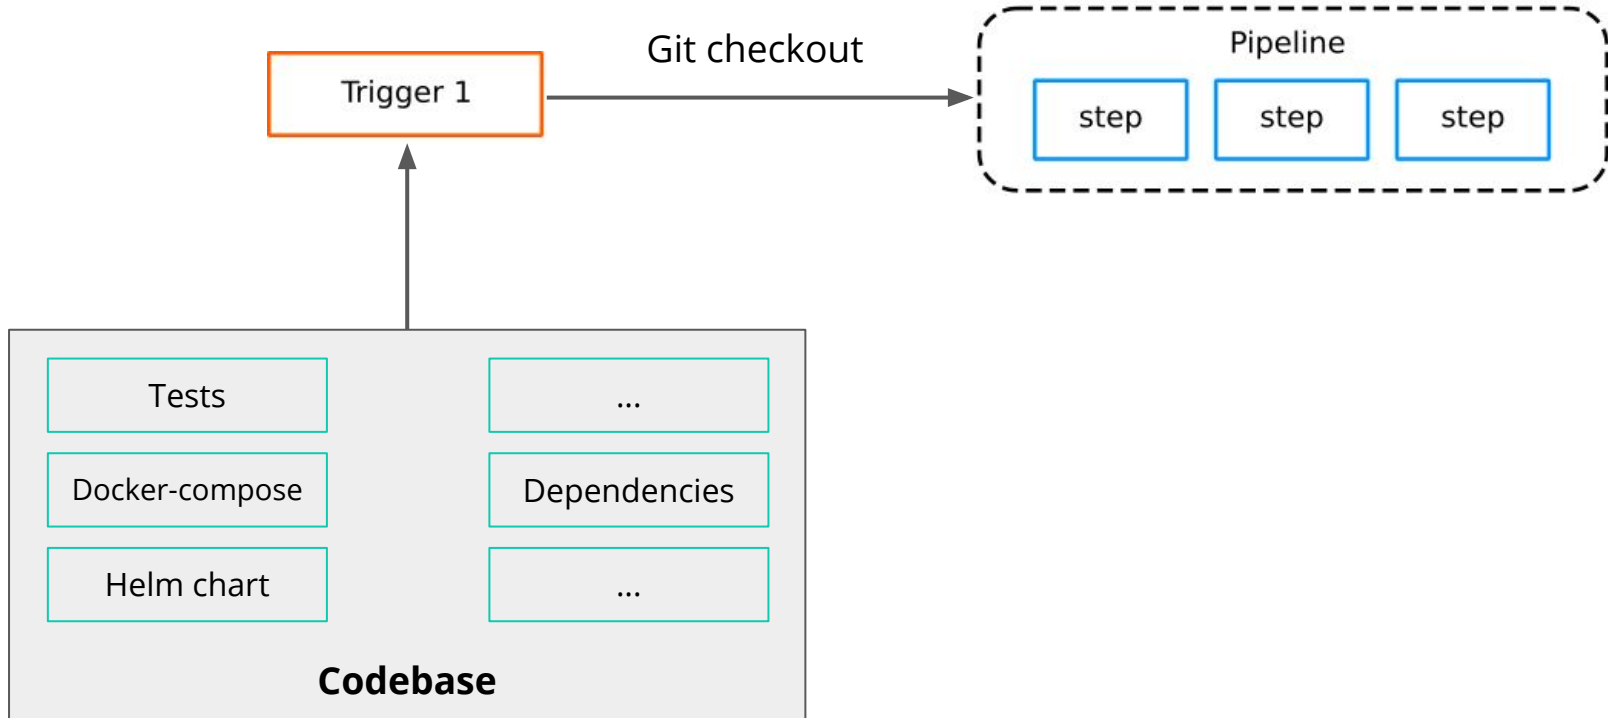 Git checkout
Pipeline
Trigger 1
step
step
step
Tests
...
Docker-compose
Dependencies
Helm chart
...
Codebase